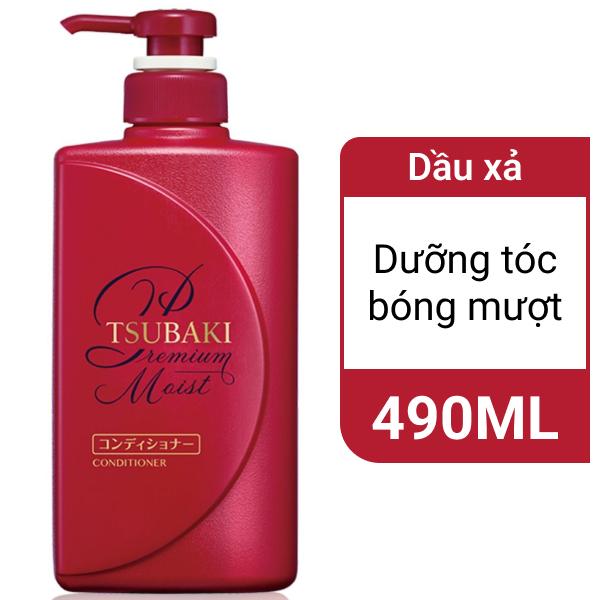 TSUBAKI
Premium
Moist
コンディショナー
CONDITIONER
Dầu xả
Dưỡng tóc
bóng mượt
490ML